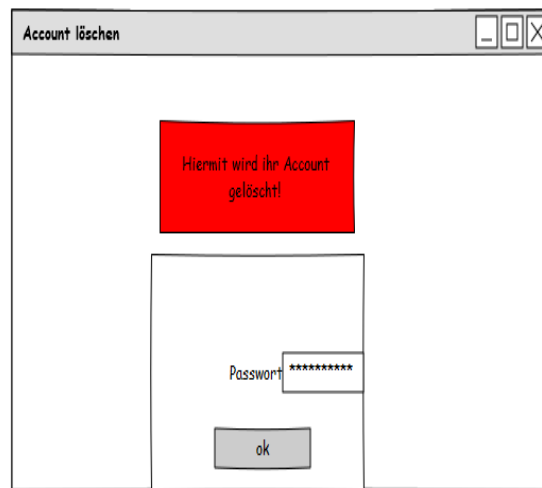 Account löschen
Hiermit wird ihr Account
gelöscht!
Passwort **********
ok